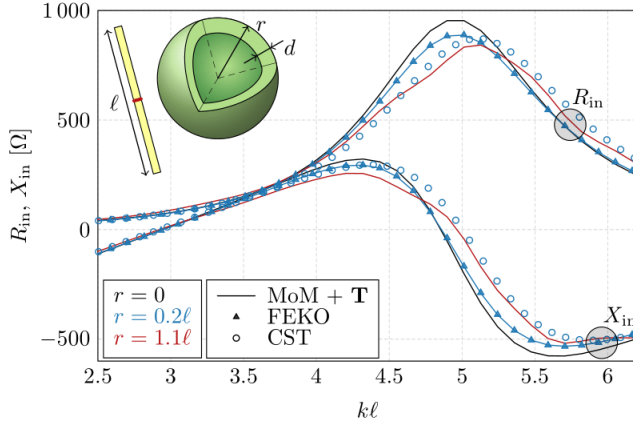 1 000
500
0
−500
R_in, X_in [Ω]
ℓ
r
d
R_in
X_in
r = 0
r = 0.2ℓ
r = 1.1ℓ
MoM + T
FEKO
CST
2.5 3 3.5 4 4.5 5 5.5 6
kℓ